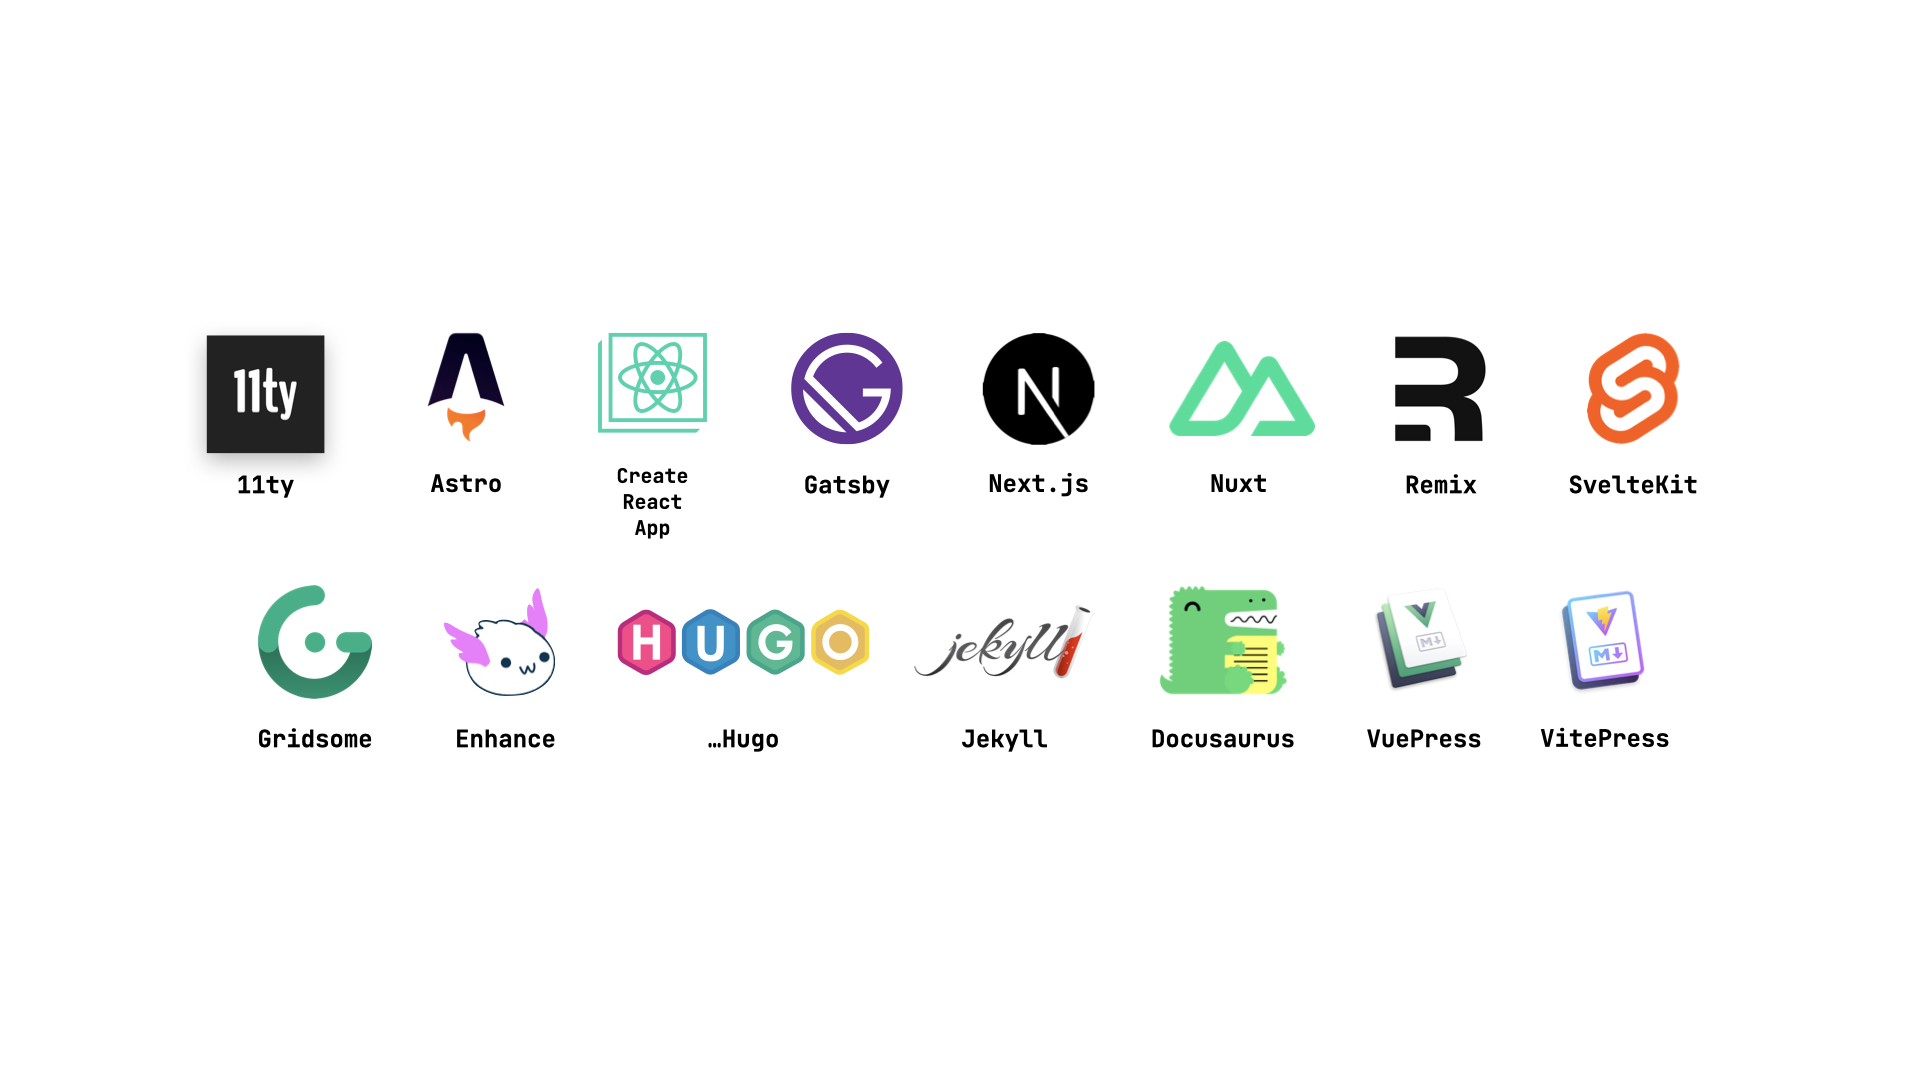 11ty
11ty
Astro
Create
React
App
Gatsby
N
Next.js
Nuxt
R
Remix
SvelteKit
Gridsome
Enhance
HUGO
…Hugo
jekyll
Jekyll
Docusaurus
M
VuePress
M
VitePress